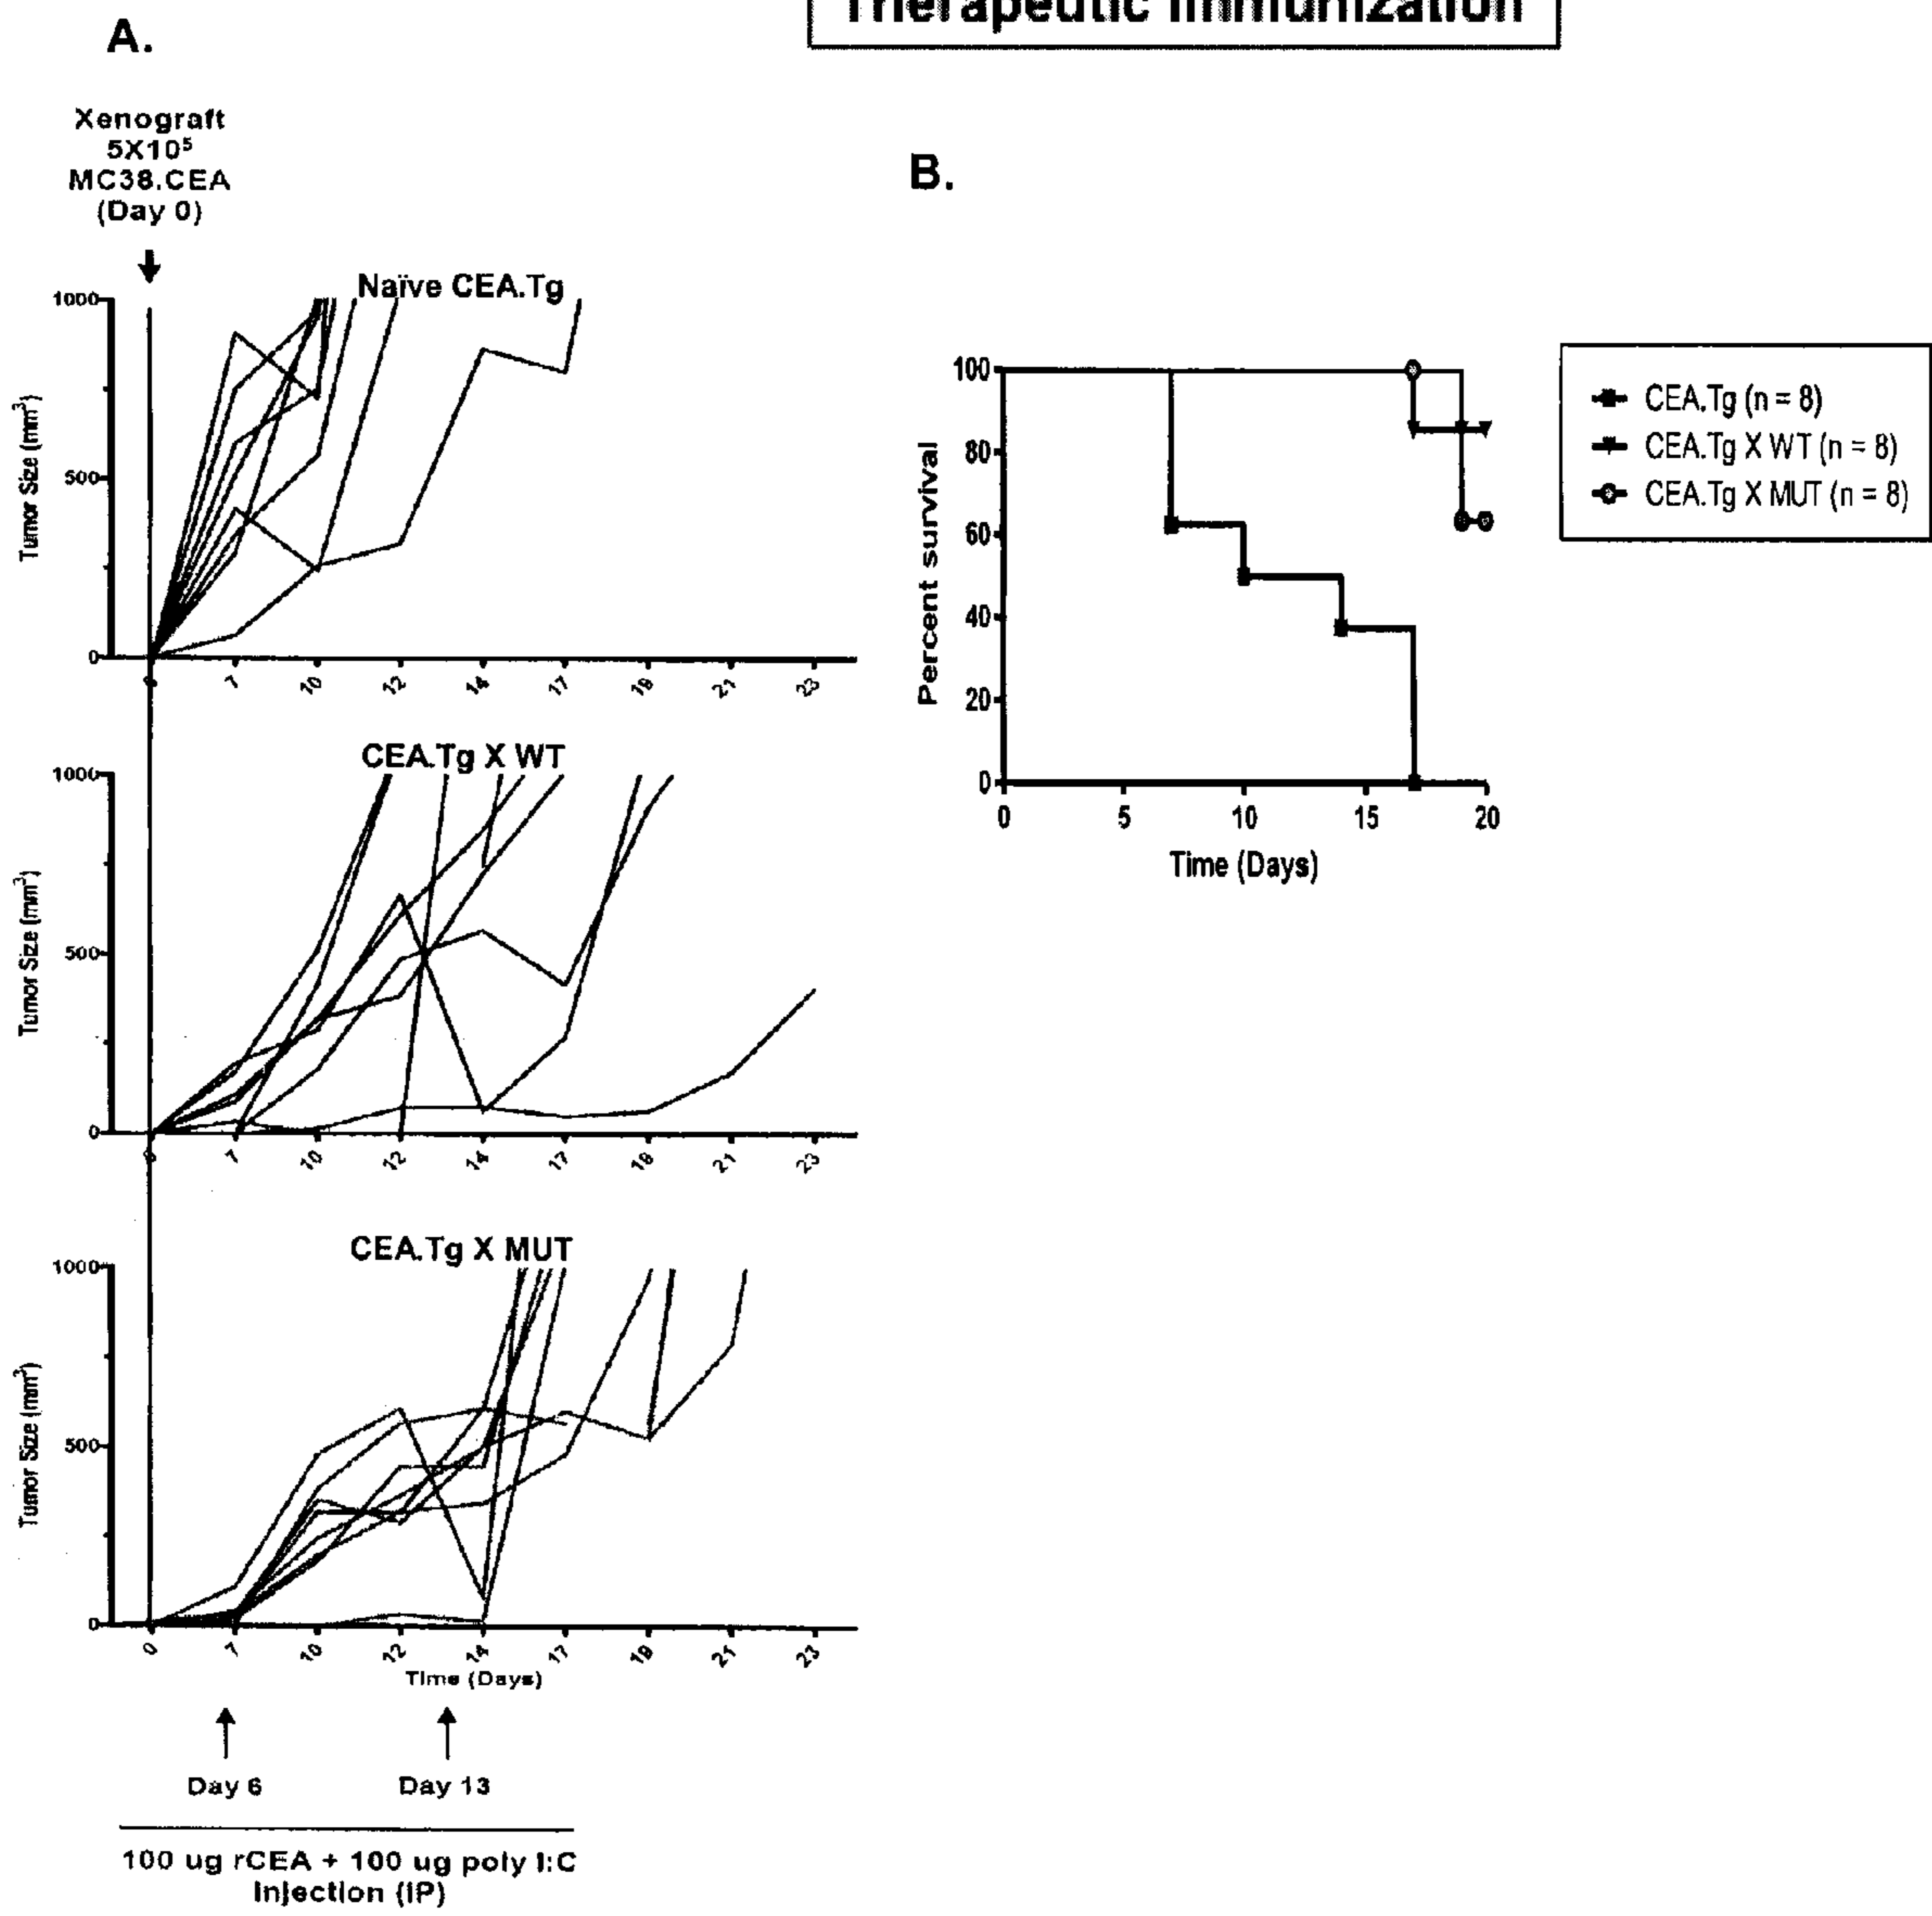 Therapeutic Immunization
A.
Xenograft
5X10⁵
MC38.CEA
(Day 0)
Naïve CEA.Tg
1000
500
0
Tumor Size (mm³)
0 7 10 12 14 17 19 21 23
CEA.Tg X WT
1000
500
0
Tumor Size (mm³)
0 7 10 12 14 17 19 21 23
CEA.Tg X MUT
1000
500
0
Tumor Size (mm³)
0 7 10 12 14 17 19 21 23
Time (Days)
Day 6 Day 13
100 ug rCEA + 100 ug poly I:C
Injection (IP)
B.
100
80
60
40
20
0
Percent survival
0 5 10 15 20
Time (Days)
CEA.Tg (n = 8)
CEA.Tg X WT (n = 8)
CEA.Tg X MUT (n = 8)